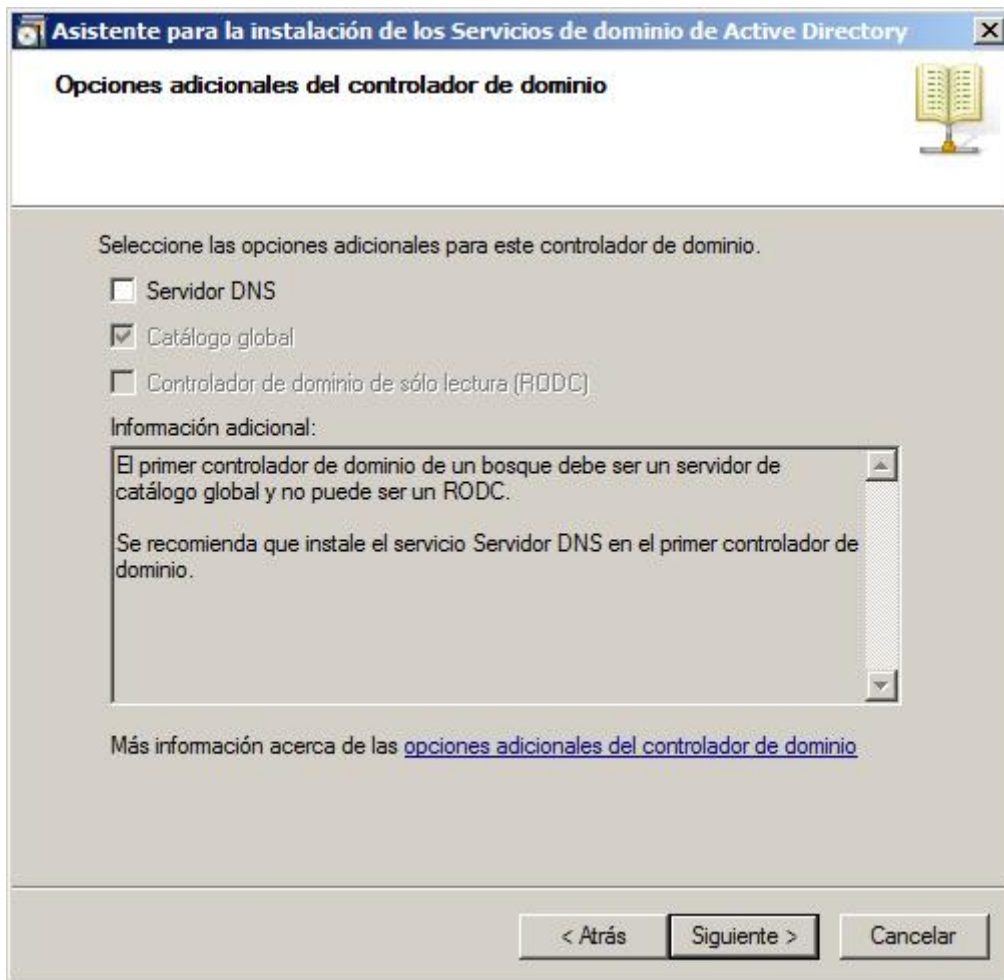 Asistente para la instalación de los Servicios de dominio de Active Directory
Opciones adicionales del controlador de dominio
Seleccione las opciones adicionales para este controlador de dominio.
Servidor DNS
Catálogo global
Controlador de dominio de sólo lectura (RODC)
Información adicional:
El primer controlador de dominio de un bosque debe ser un servidor de
catálogo global y no puede ser un RODC.
Se recomienda que instale el servicio Servidor DNS en el primer controlador de
dominio.
Más información acerca de las opciones adicionales del controlador de dominio
< Atrás
Siguiente >
Cancelar